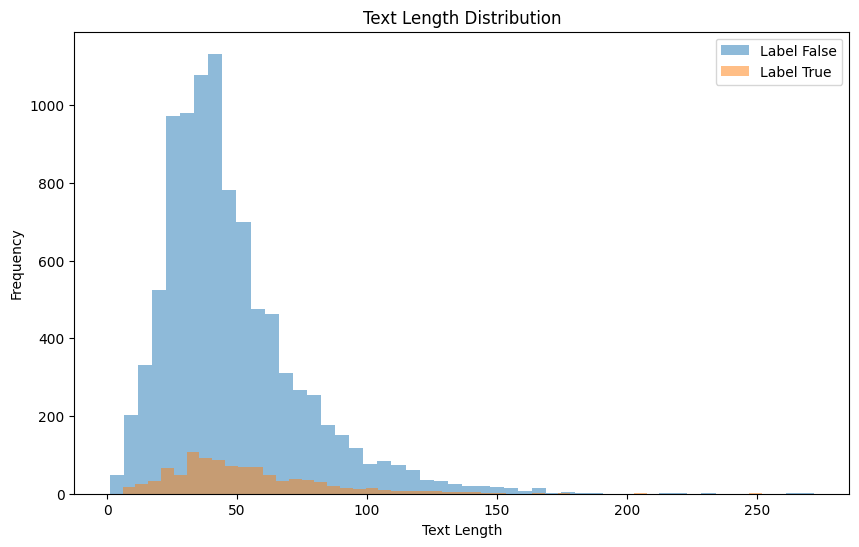 Text Length Distribution
Label False
Label True
Frequency
1000
800
600
400
200
0
0 50 100 150 200 250
Text Length